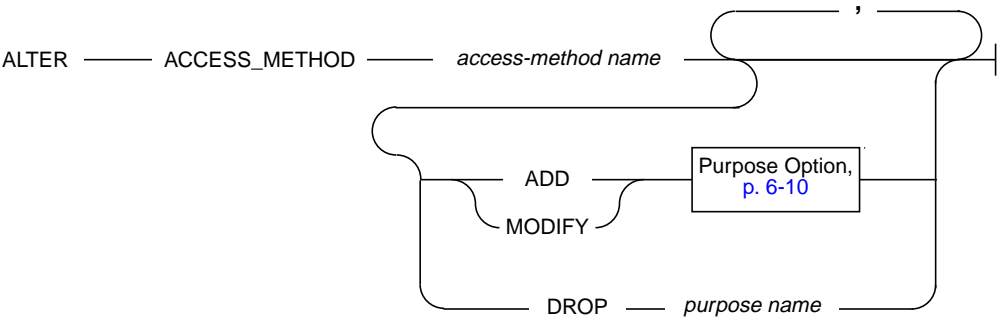 ,
ALTER ACCESS_METHOD access-method name
ADD
MODIFY
Purpose Option,
p. 6-10
DROP purpose name